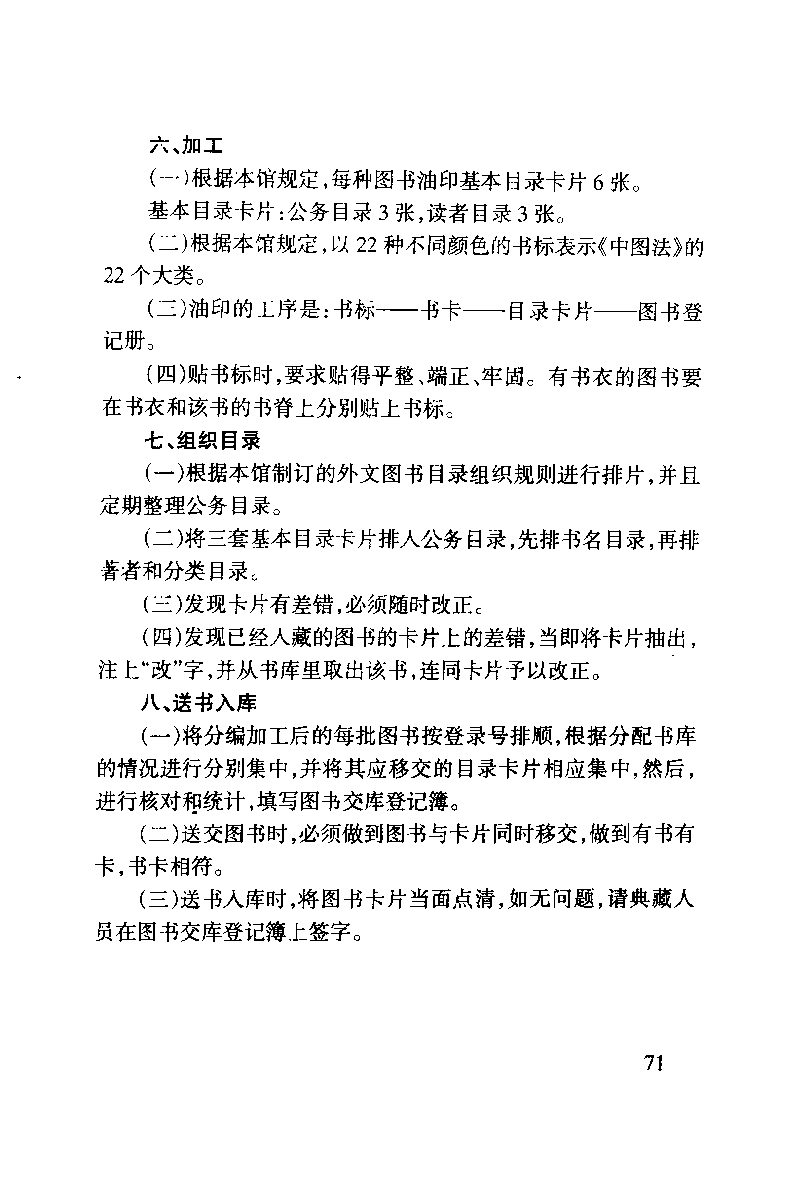 六、加工
(一)根据本馆规定,每种图书油印基本目录卡片 6 张。
基本目录卡片:公务目录 3 张,读者目录 3 张。
(二)根据本馆规定,以 22 种不同颜色的书标表示《中图法》的
22 个大类。
(三)油印的工序是:书标——书卡——目录卡片——图书登
记册。
(四)贴书标时,要求贴得平整、端正、牢固。有书衣的图书要
在书衣和该书的书脊上分别贴上书标。
七、组织目录
(一)根据本馆制订的外文图书目录组织规则进行排片,并且
定期整理公务目录。
(二)将三套基本目录卡片排人公务目录,先排书名目录,再排
著者和分类目录。
(三)发现卡片有差错,必须随时改正。
(四)发现已经人藏的图书的卡片上的差错,当即将卡片抽出,
注上“改”字,并从书库里取出该书,连同卡片予以改正。
八、送书入库
(一)将分编加工后的每批图书按登录号排顺,根据分配书库
的情况进行分别集中,并将其应移交的目录卡片相应集中,然后,
进行核对和统计,填写图书交库登记簿。
(二)送交图书时,必须做到图书与卡片同时移交,做到有书有
卡,书卡相符。
(三)送书入库时,将图书卡片当面点清,如无问题,请典藏人
员在图书交库登记簿上签字。
71